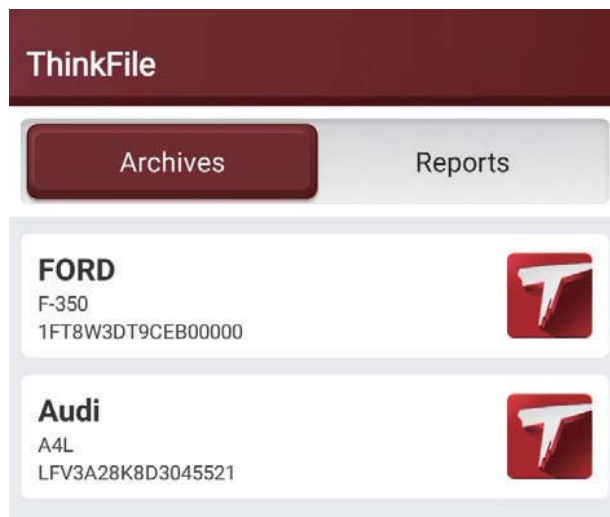 ThinkFile
Archives
Reports
FORD
F-350
1FT8W3DT9CEB00000
Audi
A4L
LFV3A28K8D3045521